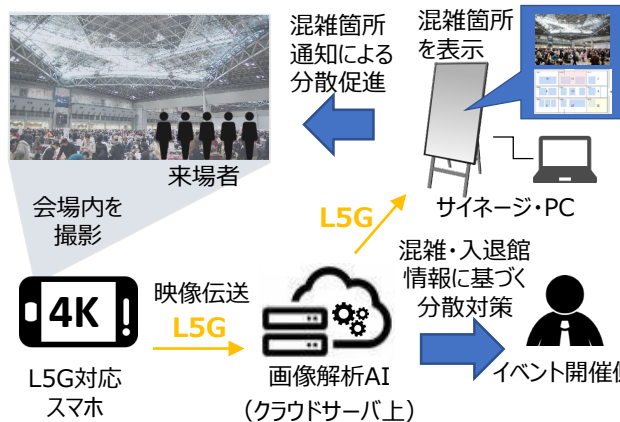 混雑箇所
通知による
分散促進
混雑箇所
を表示
来場者
会場内を
撮影
L5G
サイネージ・PC
4K
映像伝送
L5G
混雑・入退館
情報に基づく
分散対策
L5G対応
スマホ
画像解析AI
（クラウドサーバ上）
イベント開催側